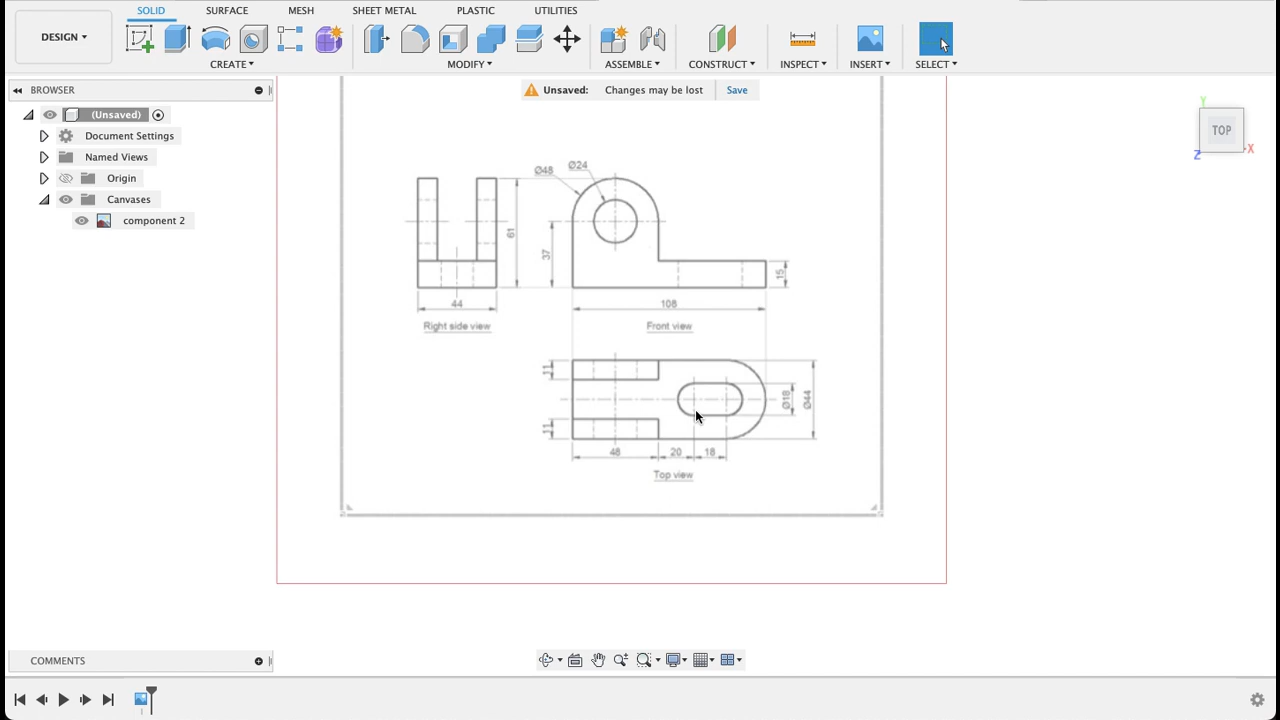 SOLID SURFACE MESH SHEET METAL PLASTIC UTILITIES
DESIGN
CREATE MODIFY ASSEMBLE CONSTRUCT INSPECT INSERT SELECT
BROWSER
Unsaved: Changes may be lost Save
(Unsaved)
Document Settings
Named Views
Origin
Canvases
component 2
Y
TOP
X
Z
Ø48 Ø24
61
37
15
44
108
Right side view
Front view
11
Ø18
Ø44
11
48 20 18
Top view
COMMENTS